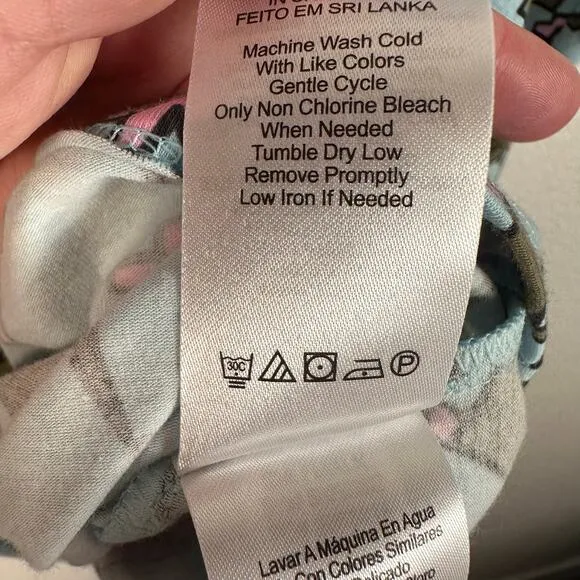 FEITO EM SRI LANKA
Machine Wash Cold
With Like Colors
Gentle Cycle
Only Non Chlorine Bleach
When Needed
Tumble Dry Low
Remove Promptly
Low Iron If Needed
30C P
Lavar A Máquina En Agua
Con Colores Similares